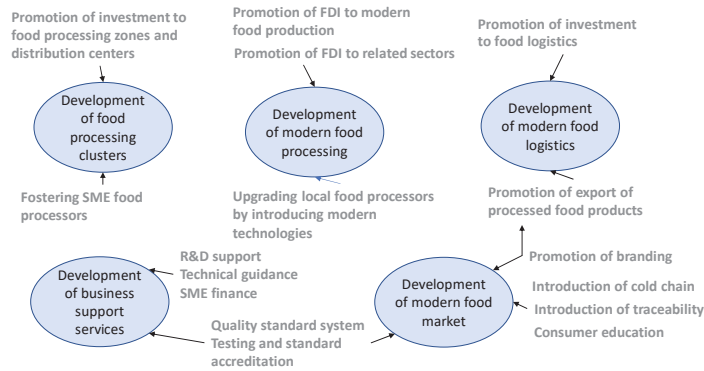 Promotion of investment to
food processing zones and
distribution centers
Promotion of FDI to modern
food production
Promotion of FDI to related sectors
Promotion of investment
to food logistics
Development
of food
processing
clusters
Development
of modern food
processing
Development
of modern food
logistics
Fostering SME food
processors
Upgrading local food processors
by introducing modern
technologies
Promotion of export of
processed food products
R&D support
Technical guidance
SME finance
Development
of business
support
services
Quality standard system
Testing and standard
accreditation
Development
of modern food
market
Promotion of branding
Introduction of cold chain
Introduction of traceability
Consumer education